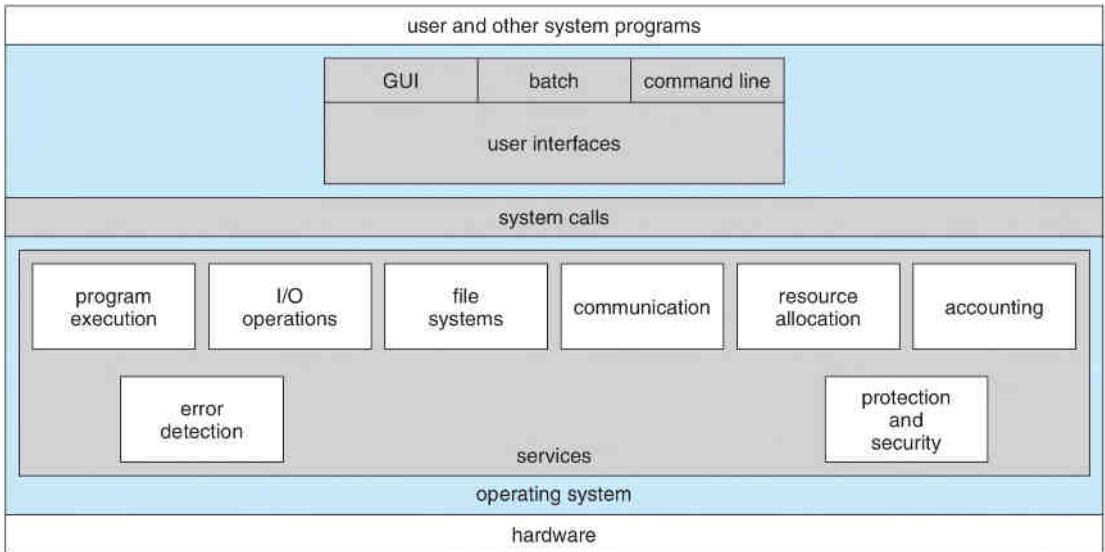 user and other system programs
GUI
batch
command line
user interfaces
system calls
program
execution
I/O
operations
file
systems
communication
resource
allocation
accounting
error
detection
protection
and
security
services
operating system
hardware